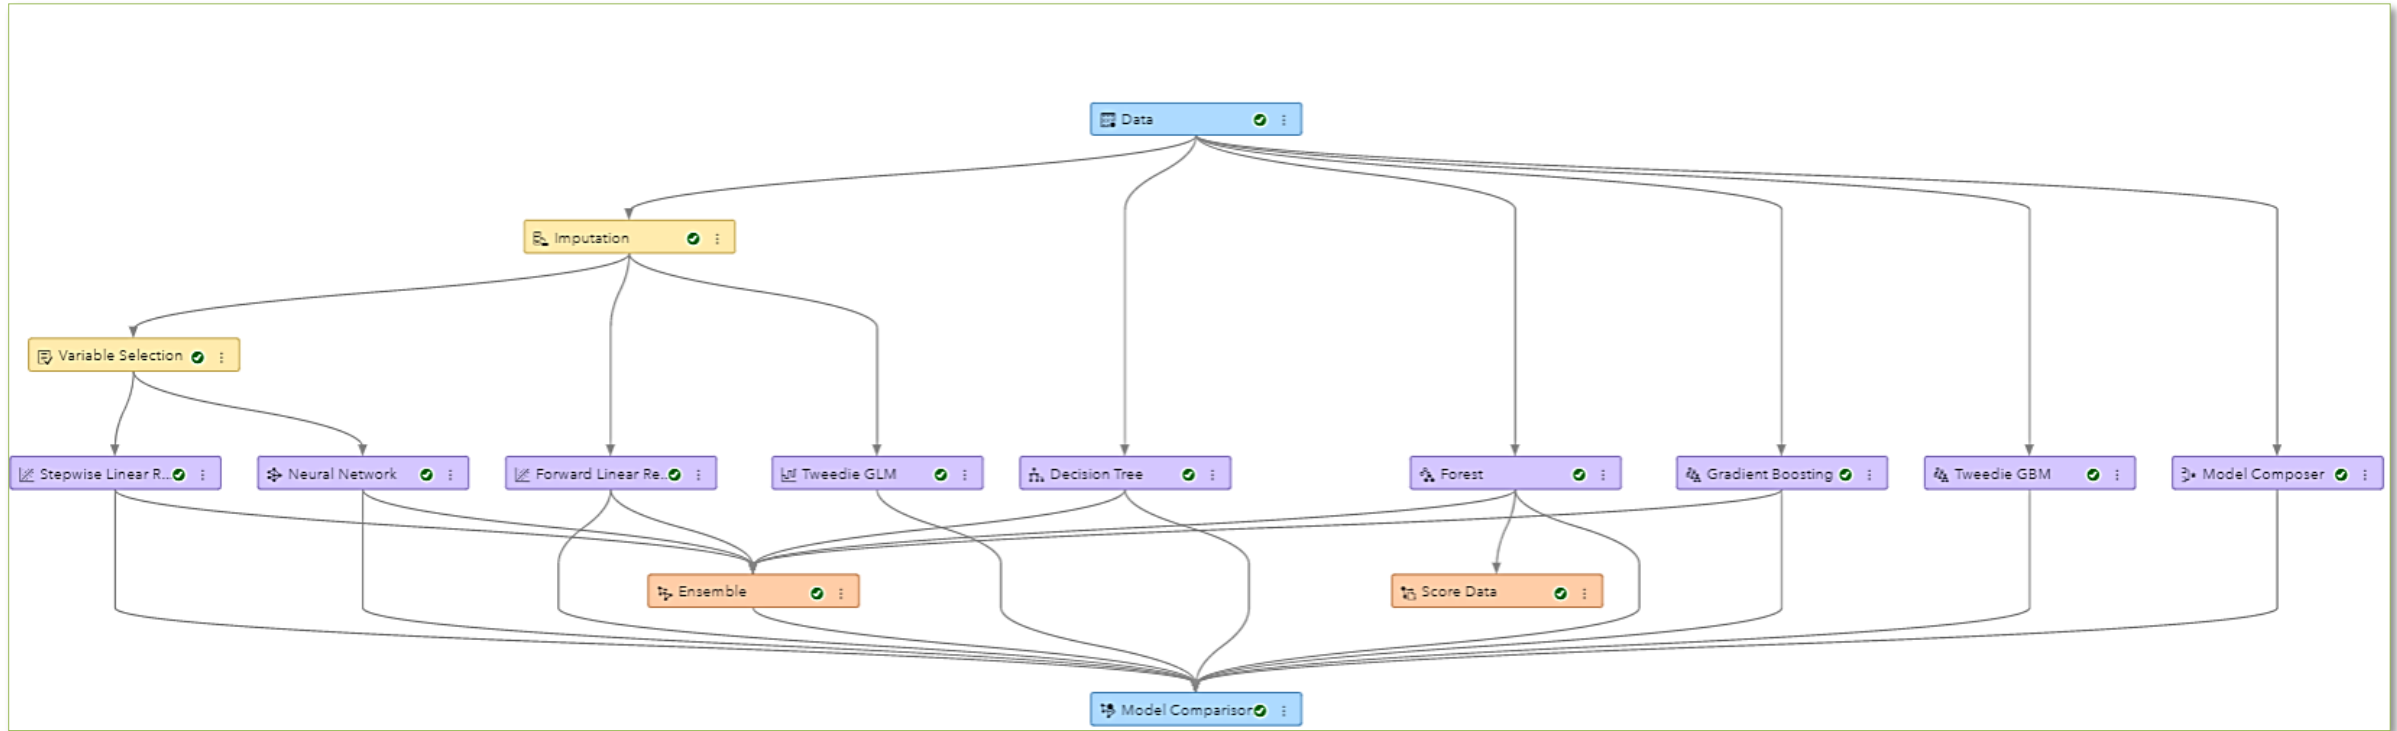 Data
Imputation
Variable Selection
Stepwise Linear R...
Neural Network
Forward Linear Re...
Tweedie GLM
Decision Tree
Forest
Gradient Boosting
Tweedie GBM
Model Composer
Ensemble
Score Data
Model Comparison